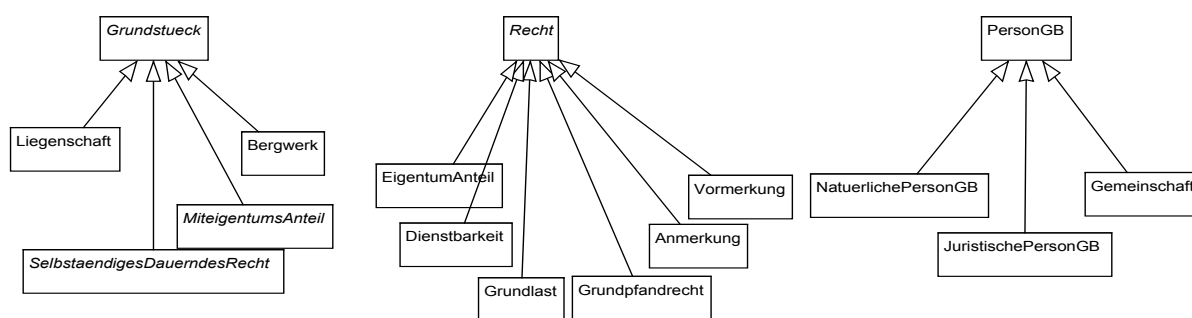 Grundstueck
Recht
PersonGB
Liegenschaft
Bergwerk
MiteigentumsAnteil
SelbstaendigesDauerndesRecht
EigentumAnteil
Vormerkung
Dienstbarkeit
Anmerkung
Grundlast
Grundpfandrecht
NatuerlichePersonGB
Gemeinschaft
JuristischePersonGB